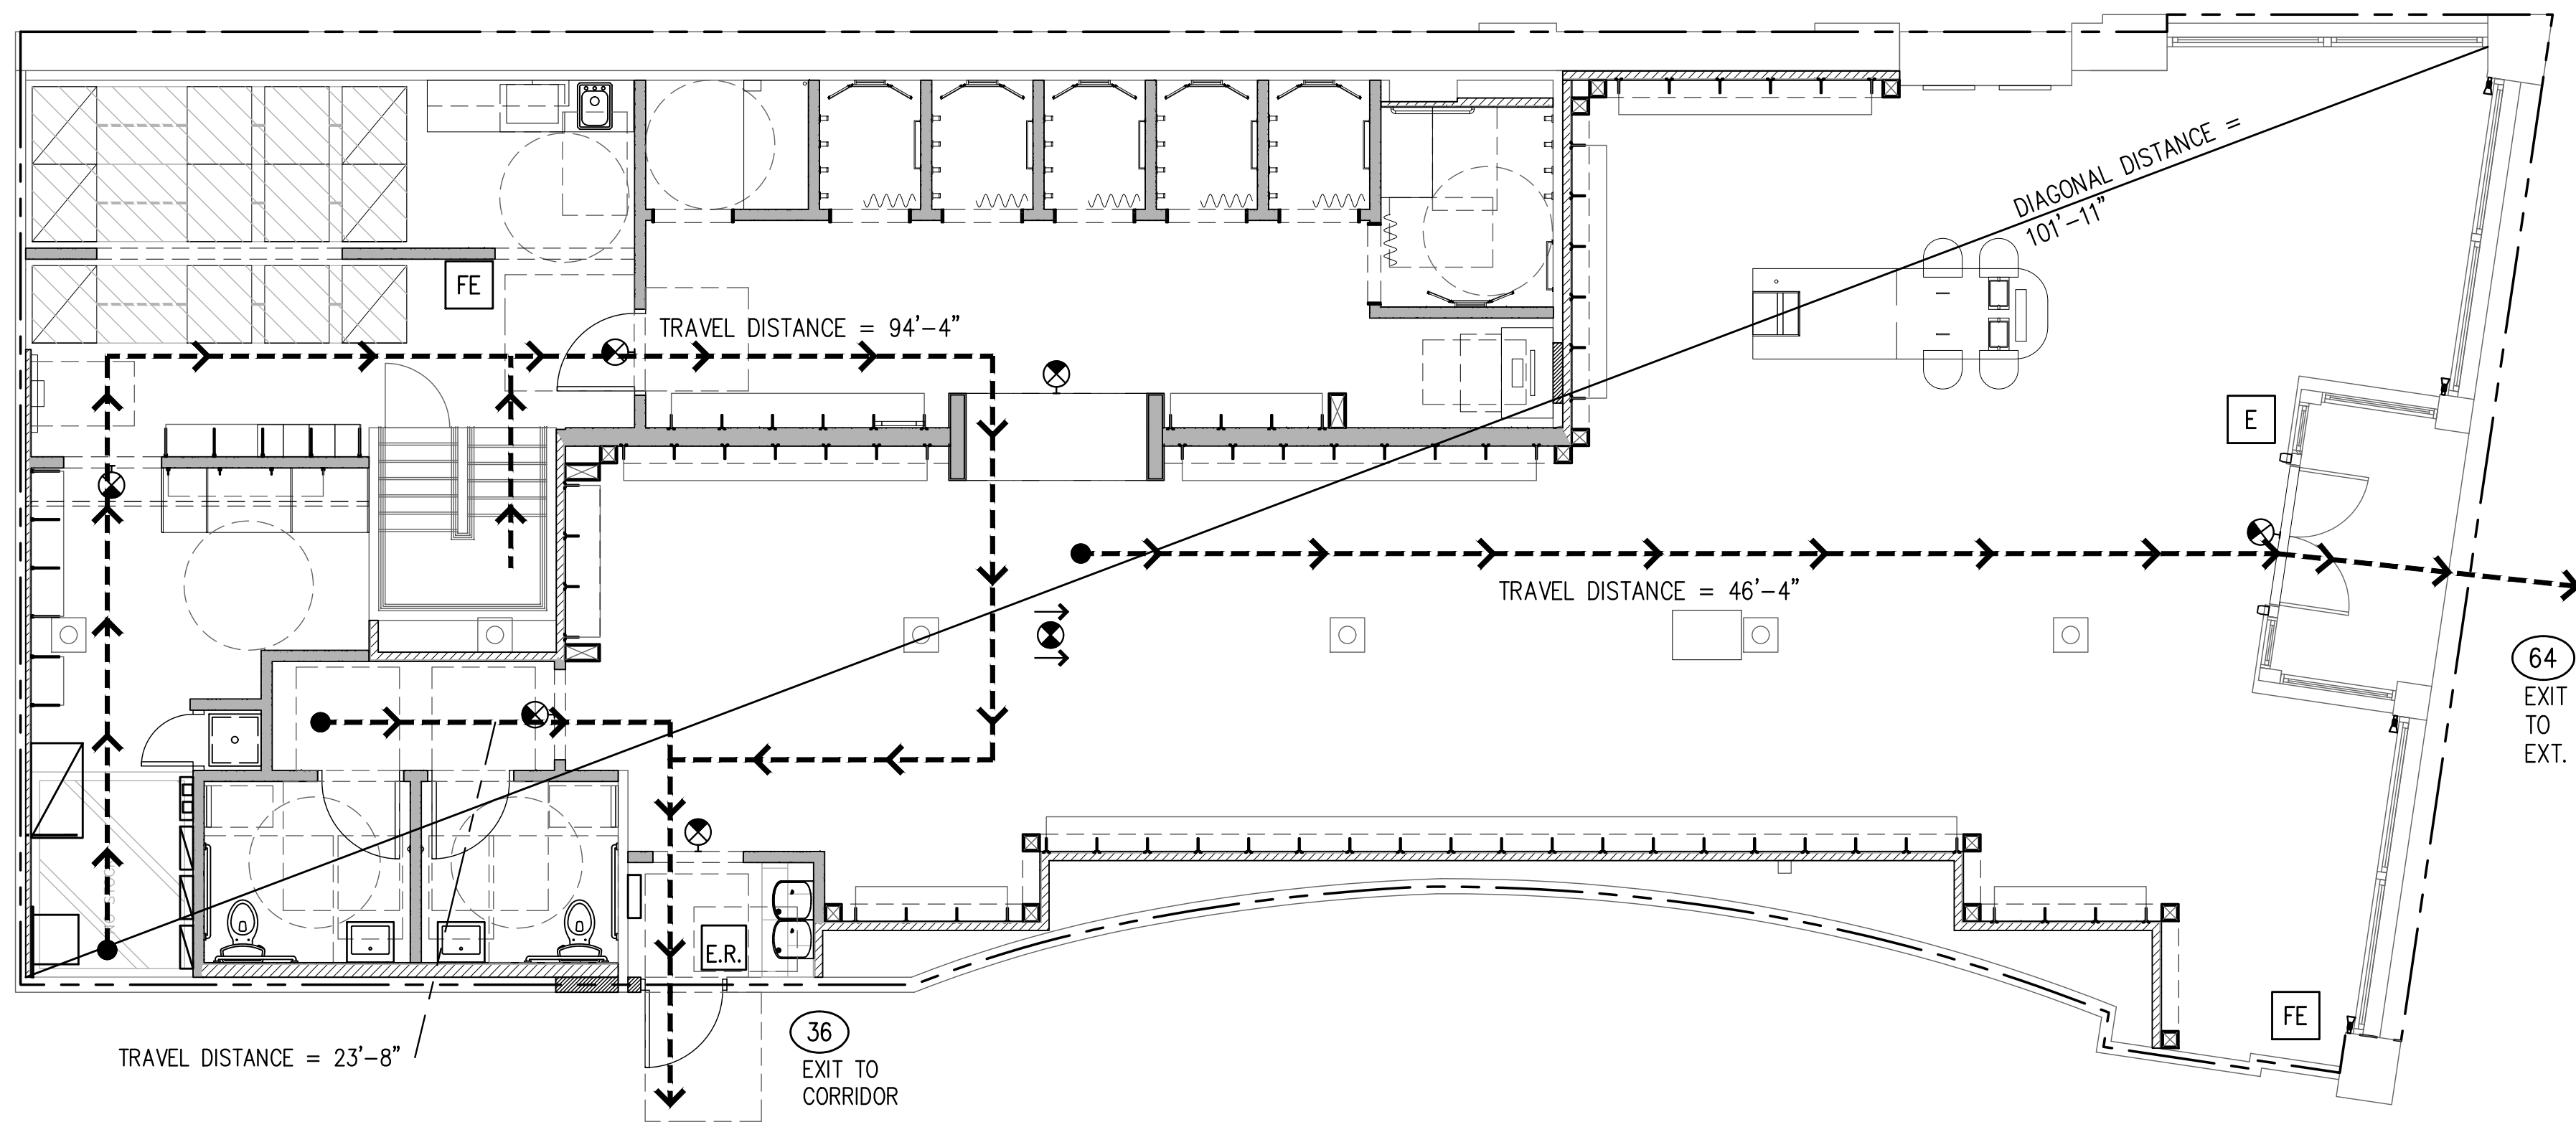 DIAGONAL DISTANCE =
101'-11"
FE
TRAVEL DISTANCE = 94'-4"
E
TRAVEL DISTANCE = 46'-4"
64
EXIT
TO
EXT.
E.R.
FE
36
EXIT TO
CORRIDOR
TRAVEL DISTANCE = 23'-8"